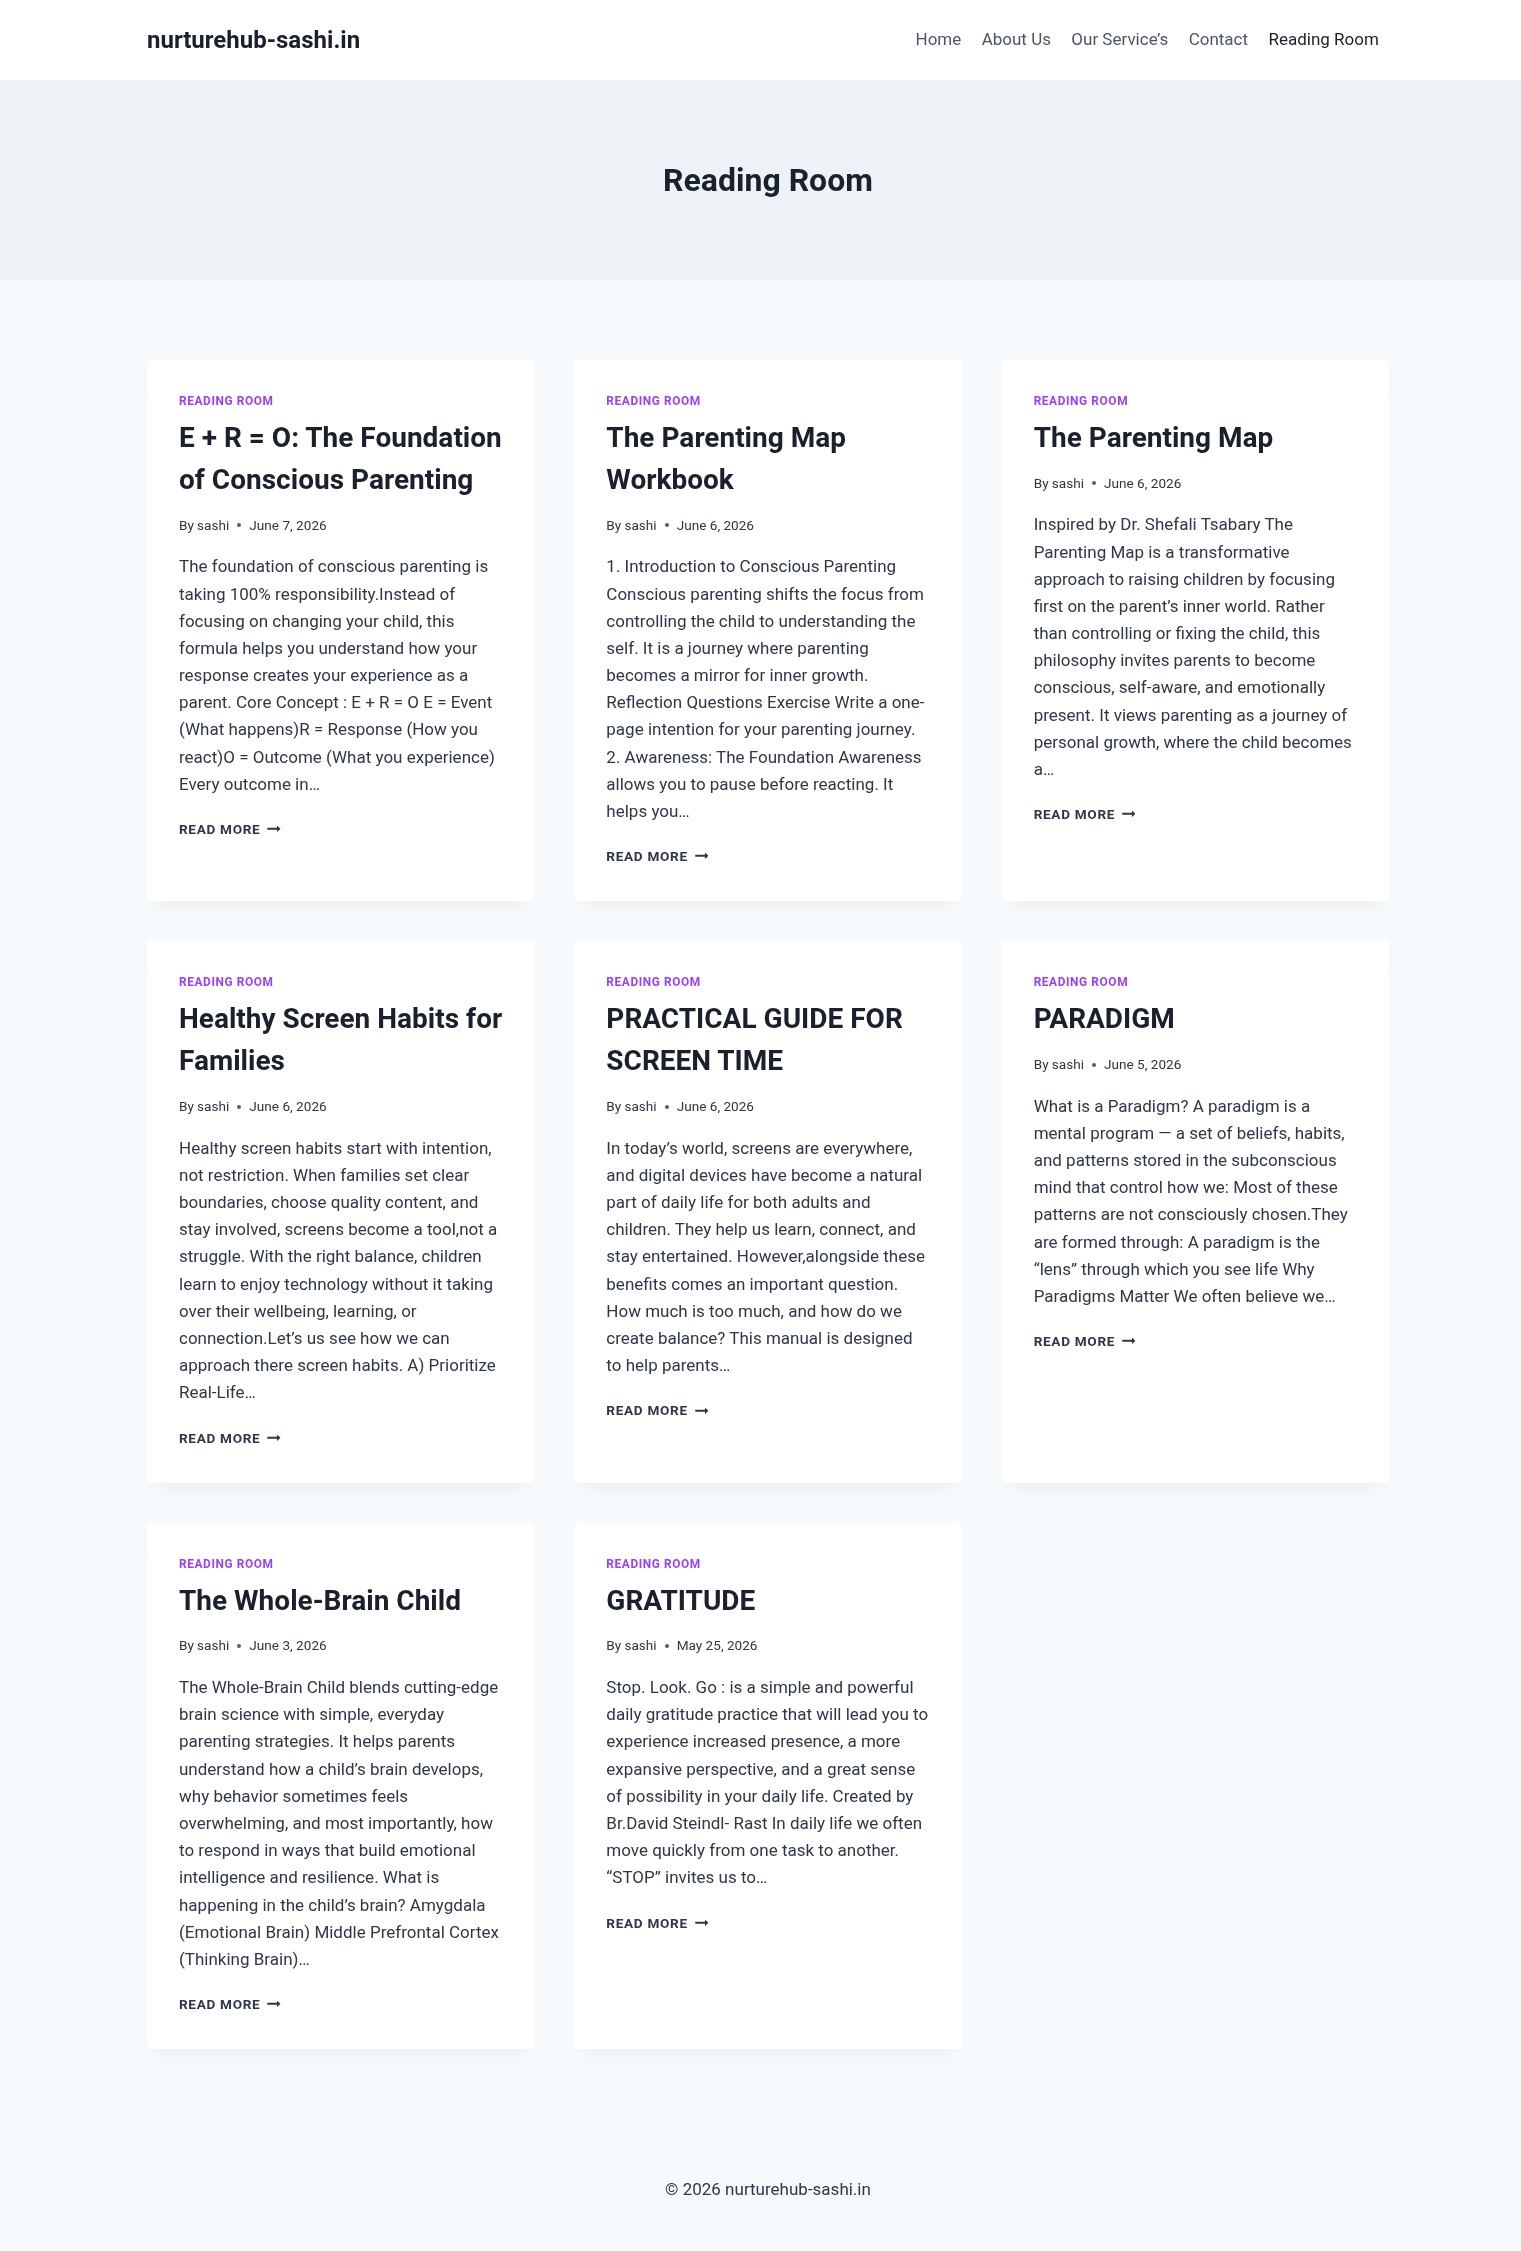 nurturehub-sashi.in
Home About Us Our Service’s Contact Reading Room
Reading Room
READING ROOM
E + R = O: The Foundation
of Conscious Parenting
By sashi • June 7, 2026
The foundation of conscious parenting is
taking 100% responsibility.Instead of
focusing on changing your child, this
formula helps you understand how your
response creates your experience as a
parent. Core Concept : E + R = O E = Event
(What happens)R = Response (How you
react)O = Outcome (What you experience)
Every outcome in…
READ MORE ⟶
READING ROOM
The Parenting Map
Workbook
By sashi • June 6, 2026
1. Introduction to Conscious Parenting
Conscious parenting shifts the focus from
controlling the child to understanding the
self. It is a journey where parenting
becomes a mirror for inner growth.
Reflection Questions Exercise Write a one-
page intention for your parenting journey.
2. Awareness: The Foundation Awareness
allows you to pause before reacting. It
helps you…
READ MORE ⟶
READING ROOM
The Parenting Map
By sashi • June 6, 2026
Inspired by Dr. Shefali Tsabary The
Parenting Map is a transformative
approach to raising children by focusing
first on the parent’s inner world. Rather
than controlling or fixing the child, this
philosophy invites parents to become
conscious, self-aware, and emotionally
present. It views parenting as a journey of
personal growth, where the child becomes
a…
READ MORE ⟶
READING ROOM
Healthy Screen Habits for
Families
By sashi • June 6, 2026
Healthy screen habits start with intention,
not restriction. When families set clear
boundaries, choose quality content, and
stay involved, screens become a tool,not a
struggle. With the right balance, children
learn to enjoy technology without it taking
over their wellbeing, learning, or
connection.Let’s us see how we can
approach there screen habits. A) Prioritize
Real-Life…
READ MORE ⟶
READING ROOM
PRACTICAL GUIDE FOR
SCREEN TIME
By sashi • June 6, 2026
In today’s world, screens are everywhere,
and digital devices have become a natural
part of daily life for both adults and
children. They help us learn, connect, and
stay entertained. However,alongside these
benefits comes an important question.
How much is too much, and how do we
create balance? This manual is designed
to help parents…
READ MORE ⟶
READING ROOM
PARADIGM
By sashi • June 5, 2026
What is a Paradigm? A paradigm is a
mental program — a set of beliefs, habits,
and patterns stored in the subconscious
mind that control how we: Most of these
patterns are not consciously chosen.They
are formed through: A paradigm is the
“lens” through which you see life Why
Paradigms Matter We often believe we…
READ MORE ⟶
READING ROOM
The Whole-Brain Child
By sashi • June 3, 2026
The Whole-Brain Child blends cutting-edge
brain science with simple, everyday
parenting strategies. It helps parents
understand how a child’s brain develops,
why behavior sometimes feels
overwhelming, and most importantly, how
to respond in ways that build emotional
intelligence and resilience. What is
happening in the child’s brain? Amygdala
(Emotional Brain) Middle Prefrontal Cortex
(Thinking Brain)…
READ MORE ⟶
READING ROOM
GRATITUDE
By sashi • May 25, 2026
Stop. Look. Go : is a simple and powerful
daily gratitude practice that will lead you to
experience increased presence, a more
expansive perspective, and a great sense
of possibility in your daily life. Created by
Br.David Steindl- Rast In daily life we often
move quickly from one task to another.
“STOP” invites us to…
READ MORE ⟶
© 2026 nurturehub-sashi.in